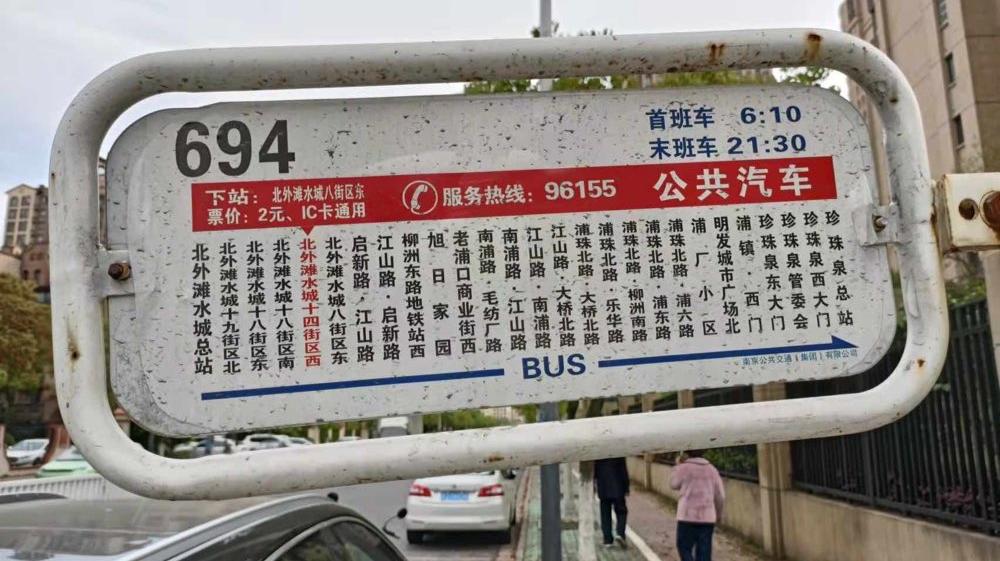 694
首班车 6:10
末班车 21:30
下站：北外滩水城八街区东
票价：2元、IC卡通用
服务热线：96155
公共汽车
北外滩水城总站
北外滩水城十九街区北
北外滩水城十八街区东
北外滩水城十八街区南
北外滩水城十四街区西
北外滩水城八街区东
启新路·江山路
江山路·启新路
柳洲东路地铁站西
旭日家园
老浦口商业街西
南浦路·毛纺厂路
南浦路·江山路
江山路·南浦路
江山路·大桥北路
浦珠北路·大桥北路
浦珠北路·乐华路
浦珠北路·柳洲南路
浦珠北路·浦东路
浦珠北路·浦六路
浦厂小区
明发城市广场北
浦镇西门
珍珠泉东大门
珍珠泉管委会
珍珠泉西大门
珍珠泉总站
BUS
南京公共交通（集团）有限公司